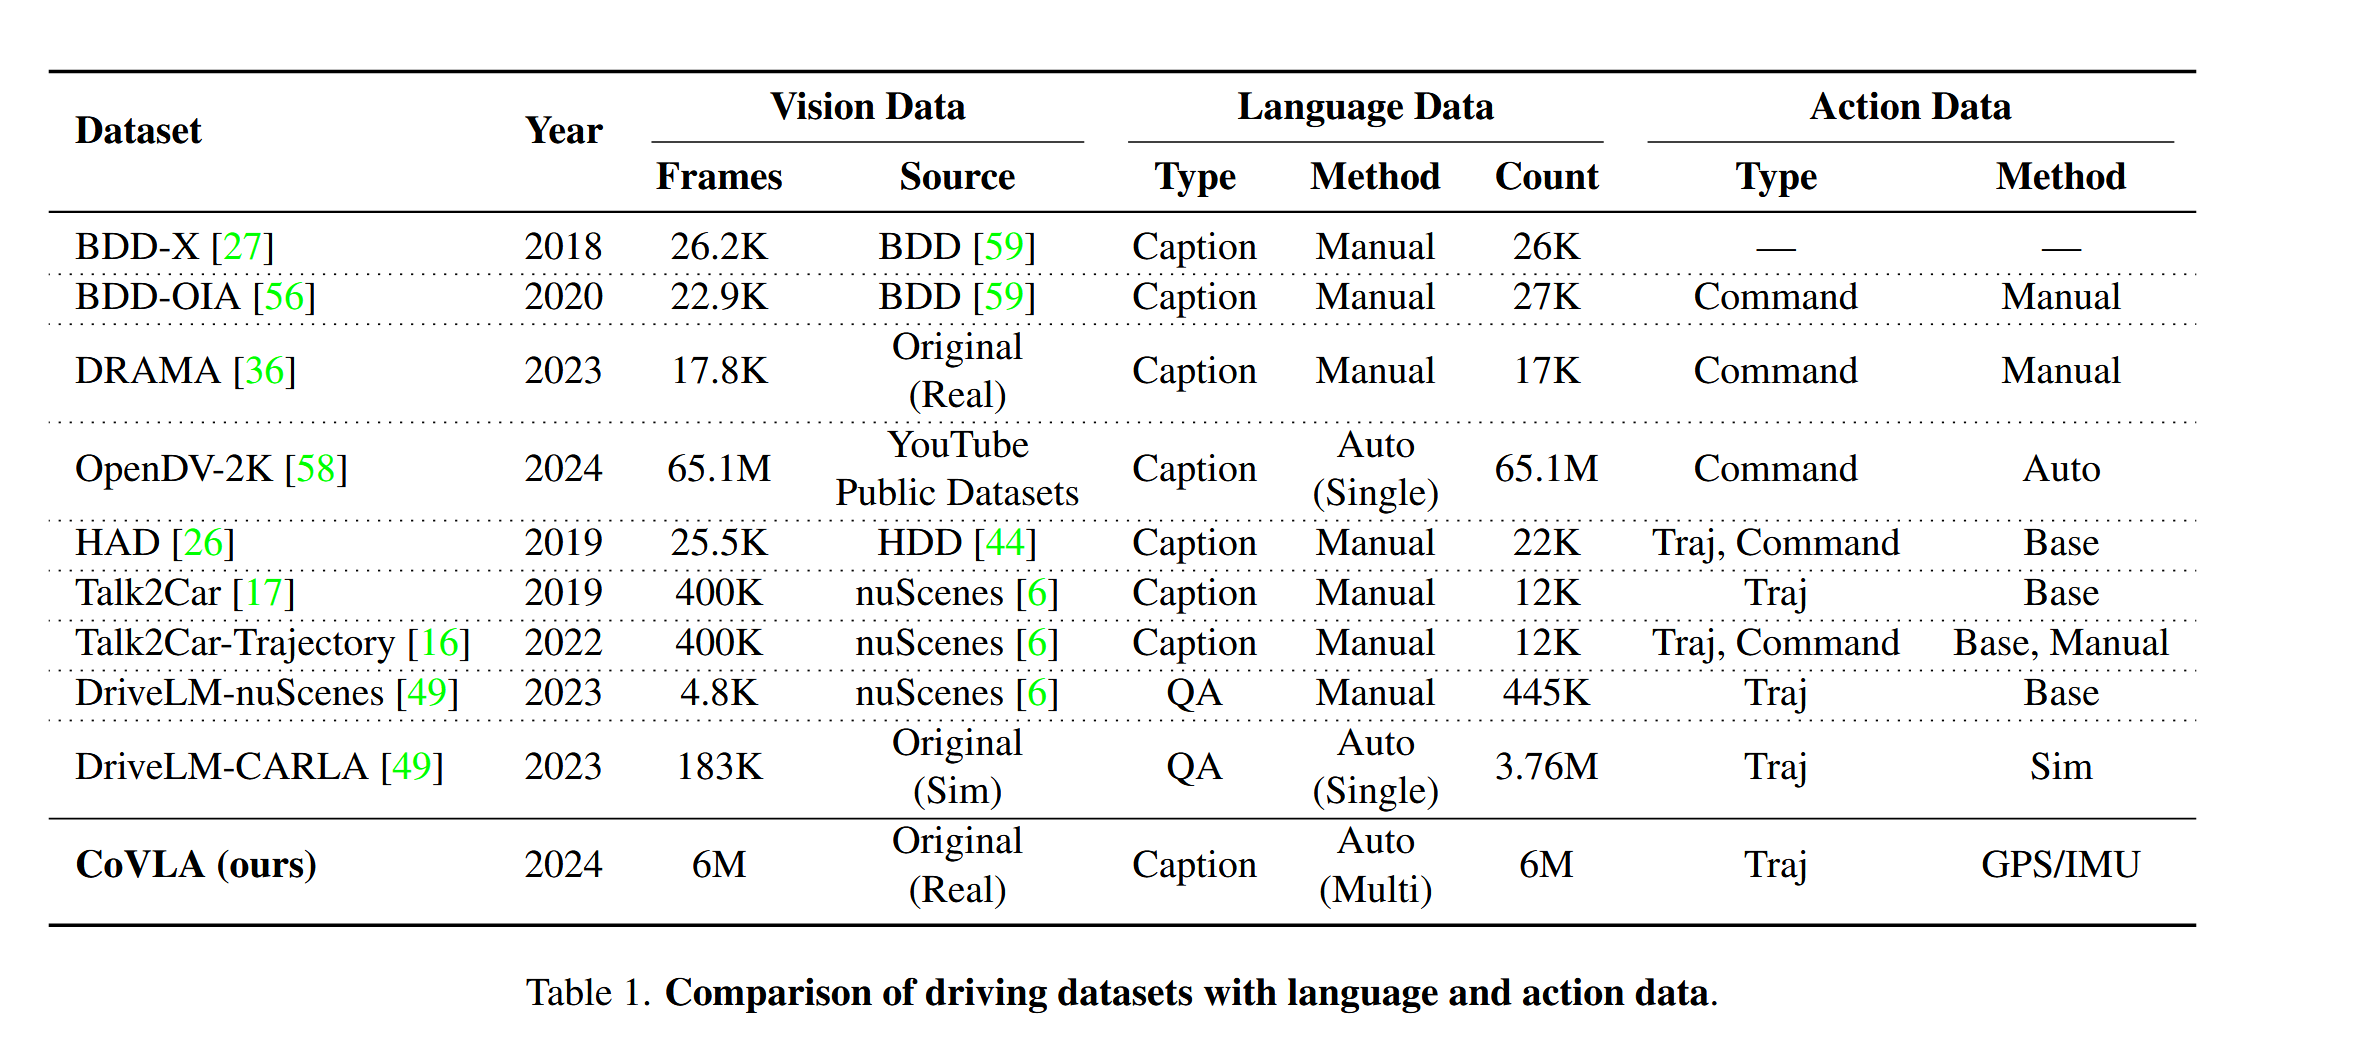 Dataset Year Vision Data Language Data Action Data
Frames Source Type Method Count Type Method
BDD-X [27] 2018 26.2K BDD [59] Caption Manual 26K — —
BDD-OIA [56] 2020 22.9K BDD [59] Caption Manual 27K Command Manual
DRAMA [36] 2023 17.8K Original (Real) Caption Manual 17K Command Manual
OpenDV-2K [58] 2024 65.1M YouTube Public Datasets Caption Auto (Single) 65.1M Command Auto
HAD [26] 2019 25.5K HDD [44] Caption Manual 22K Traj, Command Base
Talk2Car [17] 2019 400K nuScenes [6] Caption Manual 12K Traj Base
Talk2Car-Trajectory [16] 2022 400K nuScenes [6] Caption Manual 12K Traj, Command Base, Manual
DriveLM-nuScenes [49] 2023 4.8K nuScenes [6] QA Manual 445K Traj Base
DriveLM-CARLA [49] 2023 183K Original (Sim) QA Auto (Single) 3.76M Traj Sim
CoVLA (ours) 2024 6M Original (Real) Caption Auto (Multi) 6M Traj GPS/IMU
Table 1. Comparison of driving datasets with language and action data.